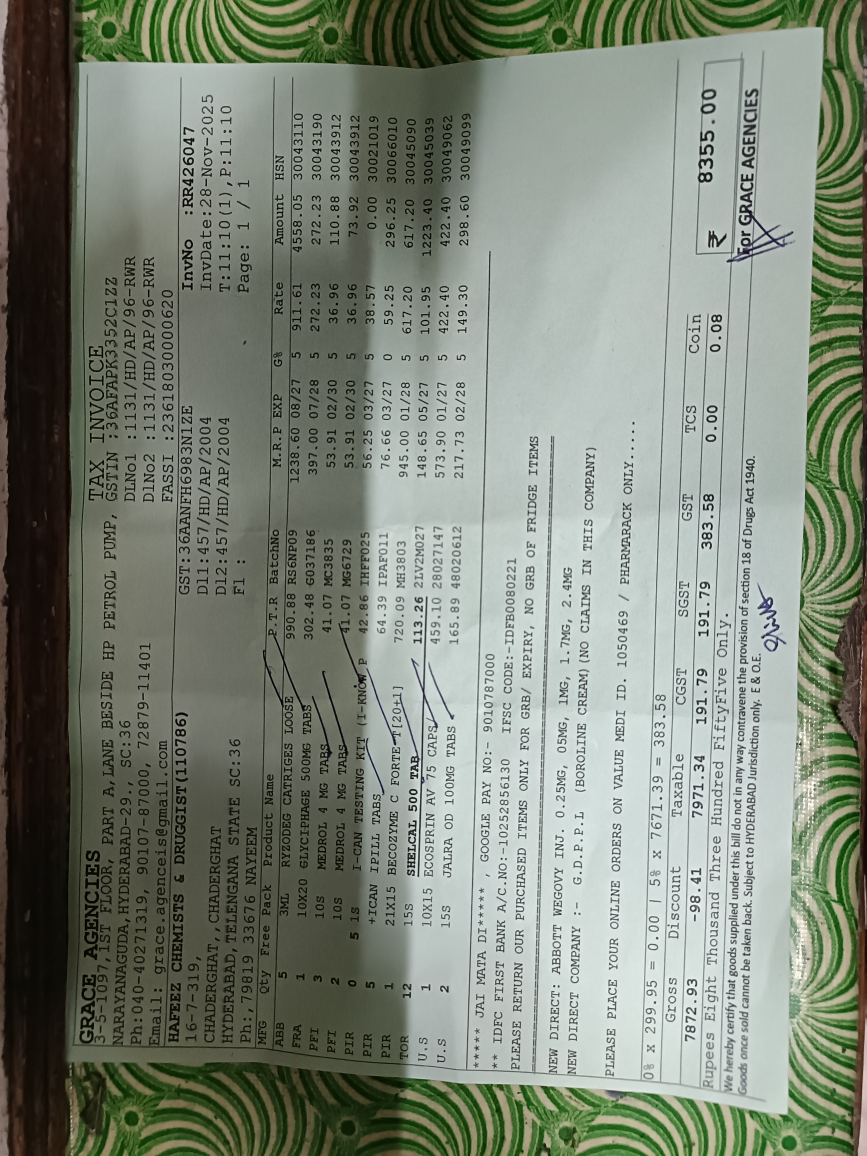 GRACE AGENCIES TAX INVOICE
3-5-1097,1ST FLOOR, PART A,LANE BESIDE HP PETROL PUMP, GSTIN :36AFAPK3352C1ZZ
NARAYANAGUDA,HYDERABAD-29., SC:36 DLNo1 :1131/HD/AP/96-RWR
Ph:040-40271319, 90107-87000, 72879-11401 DlNo2 :1131/HD/AP/96-RWR
Email: grace.agenceis@gmail.com FASSI :23618030000620
HAFEEZ CHEMISTS & DRUGGIST(110786) GST:36AANFH6983N1ZE InvNo :RR426047
16-7-319, Dl1:457/HD/AP/2004 InvDate:28-Nov-2025
CHADERGHAT,,CHADERGHAT Dl2:457/HD/AP/2004 T:11:10(1),P:11:10
HYDERABAD,TELENGANA STATE SC:36 Fl : Page: 1 / 1
Ph:,79819 33676 NAYEEM
MFG Qty Free Pack Product Name P.T.R BatchNo M.R.P EXP G% Rate Amount HSN
ABB 5 3ML RYZODEG CATRIGES LOOSE 990.88 RS6NP09 1238.60 08/27 5 911.61 4558.05 30043110
FRA 1 10X20 GLYCIPHAGE 500MG TABS 302.48 G037186 397.00 07/28 5 272.23 272.23 30043190
PFI 3 10S MEDROL 4 MG TABS 41.07 MC3835 53.91 02/30 5 36.96 110.88 30043912
PFI 2 10S MEDROL 4 MG TABS 41.07 MG6729 53.91 02/30 5 36.96 73.92 30043912
PIR 0 5 1S I-CAN TESTING KIT (I-KNOW P 42.86 IHFF025 56.25 03/27 5 38.57 0.00 30021019
PIR 5 +ICAN IPILL TABS 64.39 IPAF011 76.66 03/27 0 59.25 296.25 30066010
PIR 1 21X15 BECOZYME C FORTE-T[20+1] 720.09 MH3803 945.00 01/28 5 617.20 617.20 30045090
TOR 12 15S SHELCAL 500 TAB 113.26 2LV2M027 148.65 05/27 5 101.95 1223.40 30045039
U.S 1 10X15 ECOSPRIN AV 75 CAPS 459.10 28027147 573.90 01/27 5 422.40 422.40 30049062
U.S 2 15S JALRA OD 100MG TABS 165.89 48020612 217.73 02/28 5 149.30 298.60 30049099
***** JAI MATA DI***** , GOOGLE PAY NO:- 9010787000
** IDFC FIRST BANK A/C.NO:-10252856130 IFSC CODE:-IDFB0080221
PLEASE RETURN OUR PURCHASED ITEMS ONLY FOR GRB/ EXPIRY, NO GRB OF FRIDGE ITEMS
NEW DIRECT: ABBOTT WEGOVY INJ. 0.25MG, 05MG, 1MG, 1.7MG, 2.4MG
NEW DIRECT COMPANY :- G.D.P.P.L (BOROLINE CREAM)(NO CLAIMS IN THIS COMPANY)
PLEASE PLACE YOUR ONLINE ORDERS ON VALUE MEDI ID. 1050469 / PHARMARACK ONLY.....
0% x 299.95 = 0.00 | 5% x 7671.39 = 383.58
Gross Discount Taxable CGST SGST GST TCS Coin
7872.93 -98.41 7971.34 191.79 191.79 383.58 0.00 0.08 ₹ 8355.00
Rupees Eight Thousand Three Hundred FiftyFive Only.
We hereby certify that goods supplied under this bill do not in any way contravene the provision of section 18 of Drugs Act 1940.
Goods once sold cannot be taken back. Subject to HYDERABAD Jurisdiction only. E & O.E.
For GRACE AGENCIES